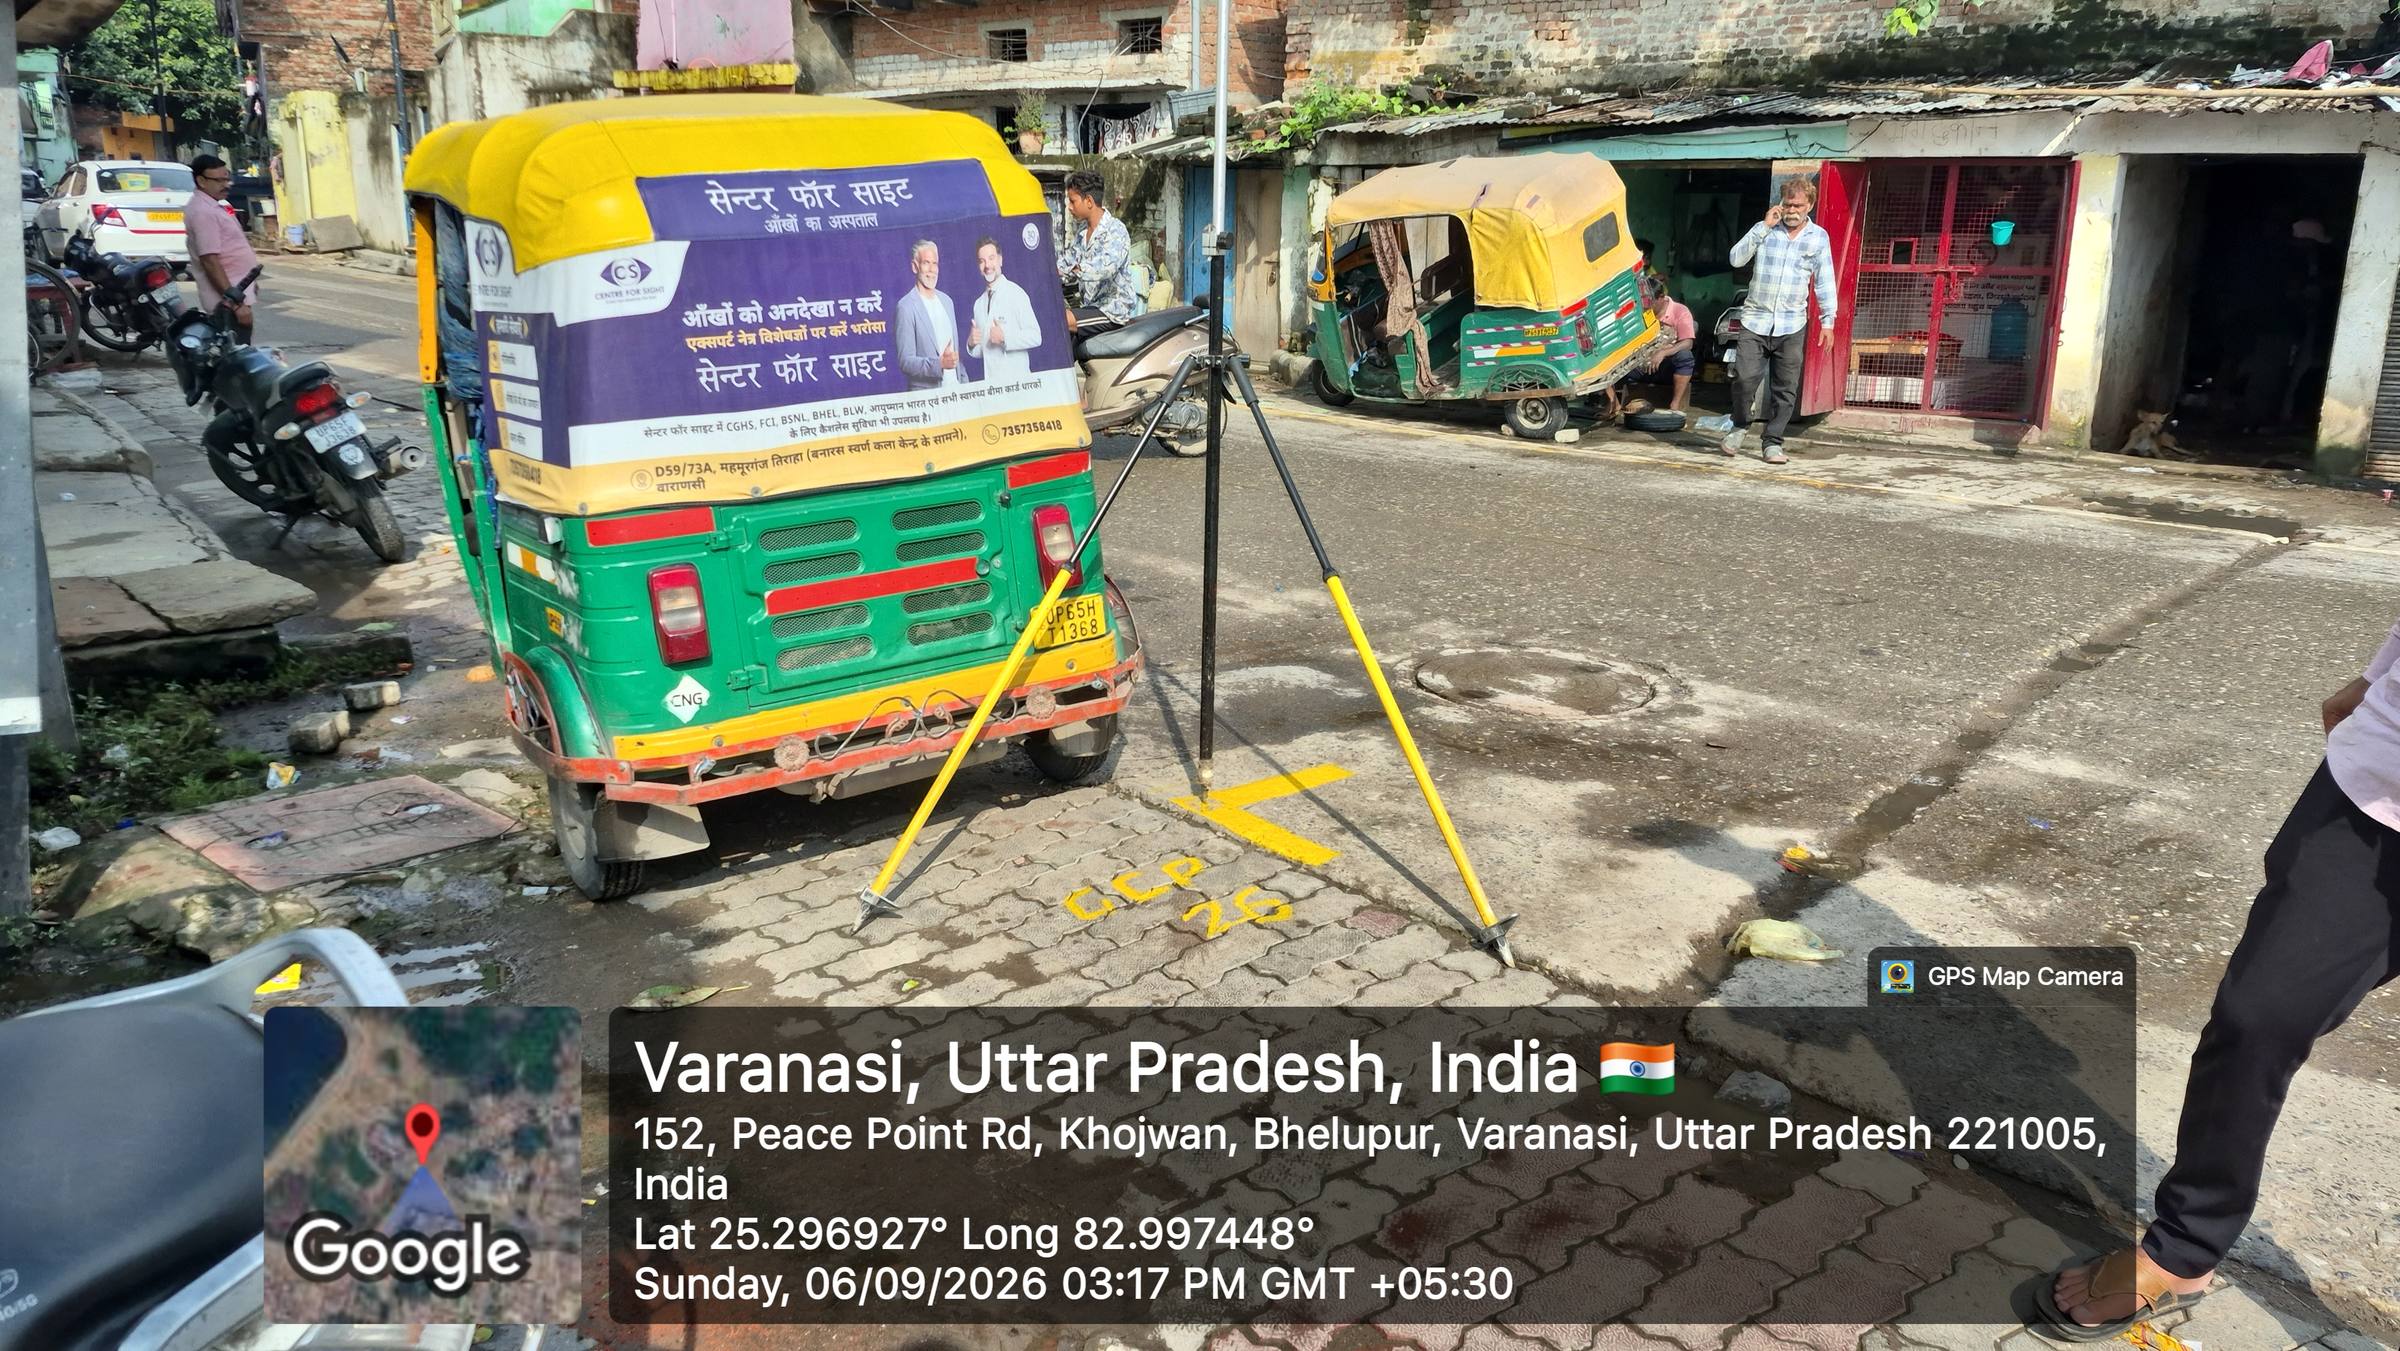 सेन्टर फॉर साइट
आँखों का अस्पताल
CS
CENTRE FOR SIGHT
आँखों को अनदेखा न करें
एक्सपर्ट नेत्र विशेषज्ञों पर करें भरोसा
सेन्टर फॉर साइट
सेन्टर फॉर साइट में CGHS, FCI, BSNL, BHEL, BLW, आयुष्मान भारत एवं सभी स्वास्थ्य बीमा कार्ड धारकों
के लिए कैशलेस सुविधा भी उपलब्ध है।
D59/73A, महमूरगंज तिराहा (बनारस स्वर्ण कला केन्द्र के सामने),
वाराणसी
7357358418
UP65H
T1368
CNG
GCP
26
GPS Map Camera
Varanasi, Uttar Pradesh, India
152, Peace Point Rd, Khojwan, Bhelupur, Varanasi, Uttar Pradesh 221005,
India
Lat 25.296927° Long 82.997448°
Sunday, 06/09/2026 03:17 PM GMT +05:30
Google